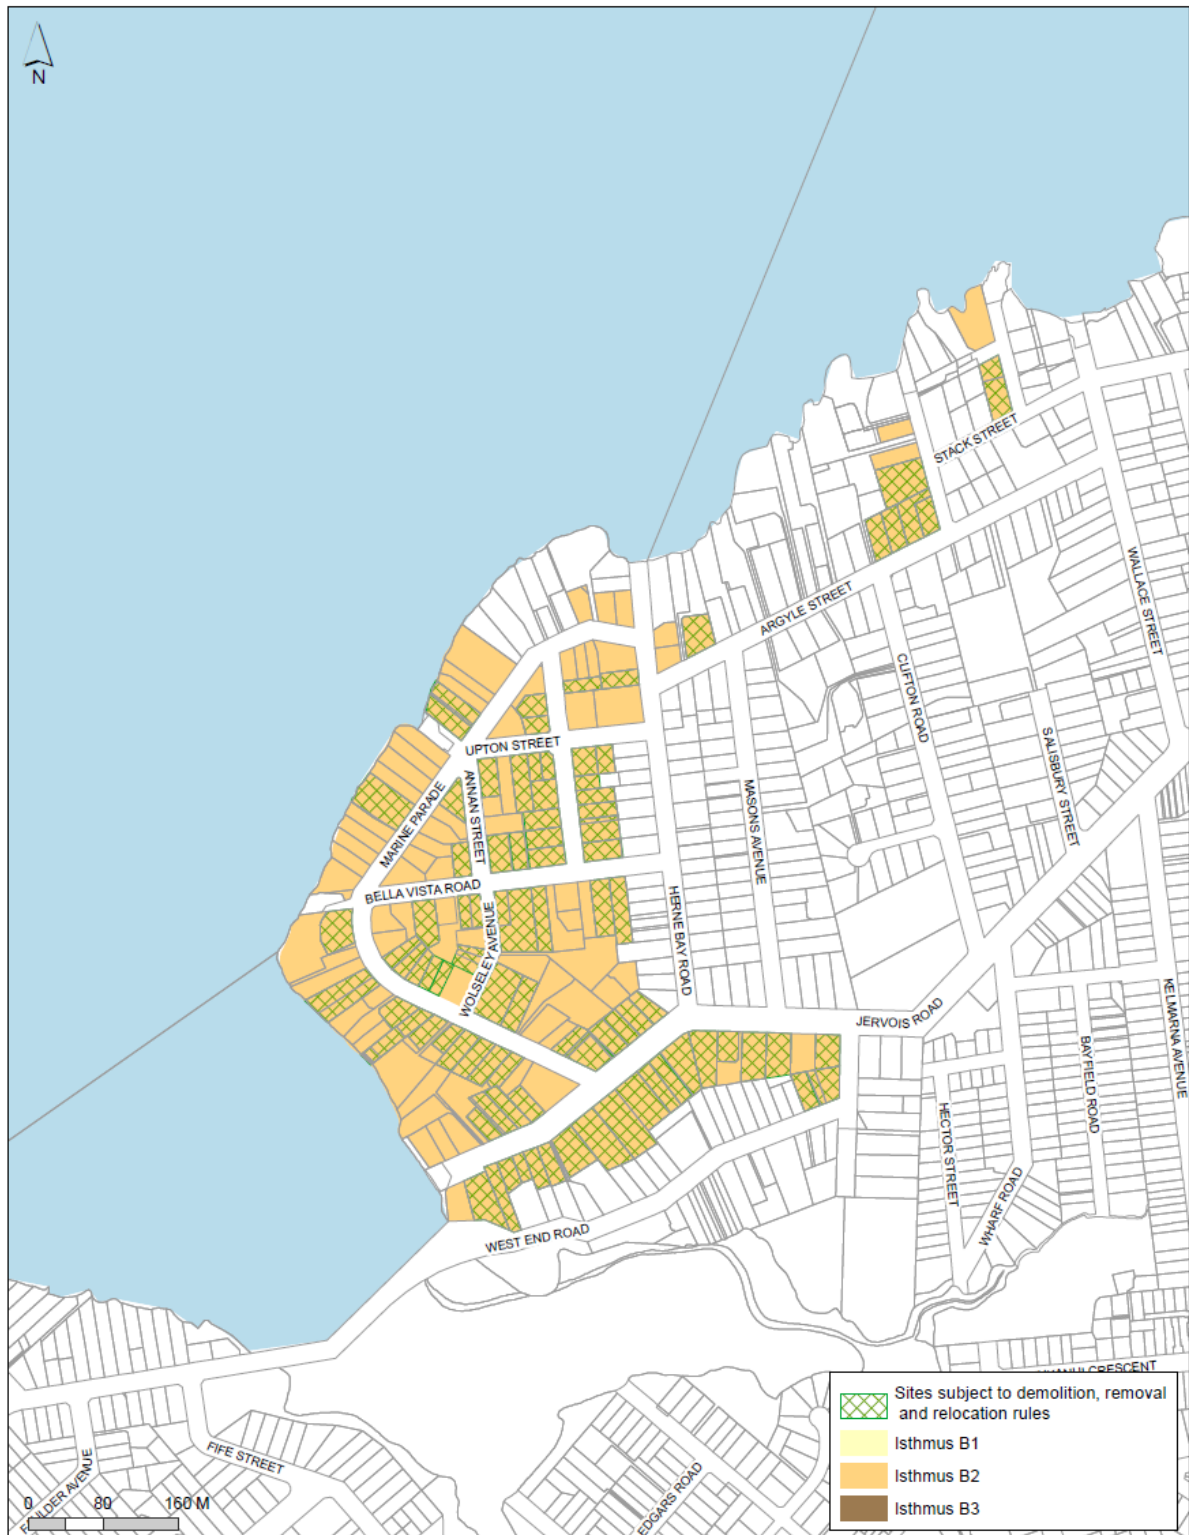 N
STACK STREET
WALLACE STREET
ARGYLE STREET
CLIFTON ROAD
SALISBURY STREET
UPTON STREET
ANNAN STREET
MARINE PARADE
MASONS AVENUE
BELLA VISTA ROAD
HERNE BAY ROAD
WOLSELEY AVENUE
JERVOIS ROAD
KELMARNA AVENUE
BAYFIELD ROAD
HECTOR STREET
WHARF ROAD
WEST END ROAD
CRESCENT
FIFE STREET
AVENUE
EDGARS ROAD
0 80 160 M
Sites subject to demolition, removal
and relocation rules
Isthmus B1
Isthmus B2
Isthmus B3